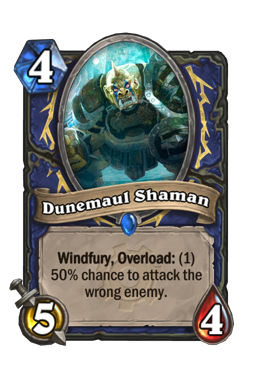 4
Dunemaul Shaman
Windfury, Overload: (1)
50% chance to attack the
wrong enemy.
5
4